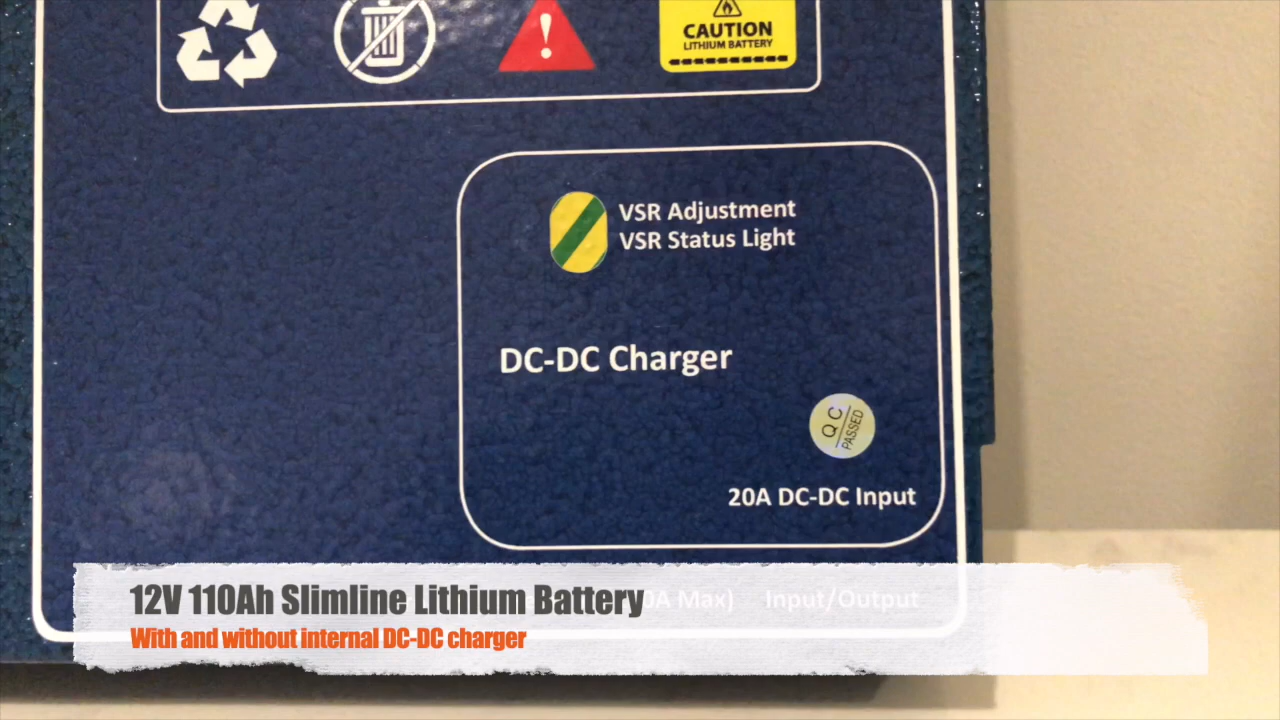 CAUTION
LITHIUM BATTERY
VSR Adjustment
VSR Status Light
DC-DC Charger
QC
PASSED
20A DC-DC Input
Max) Input/Output
12V 110Ah Slimline Lithium Battery
With and without internal DC-DC charger